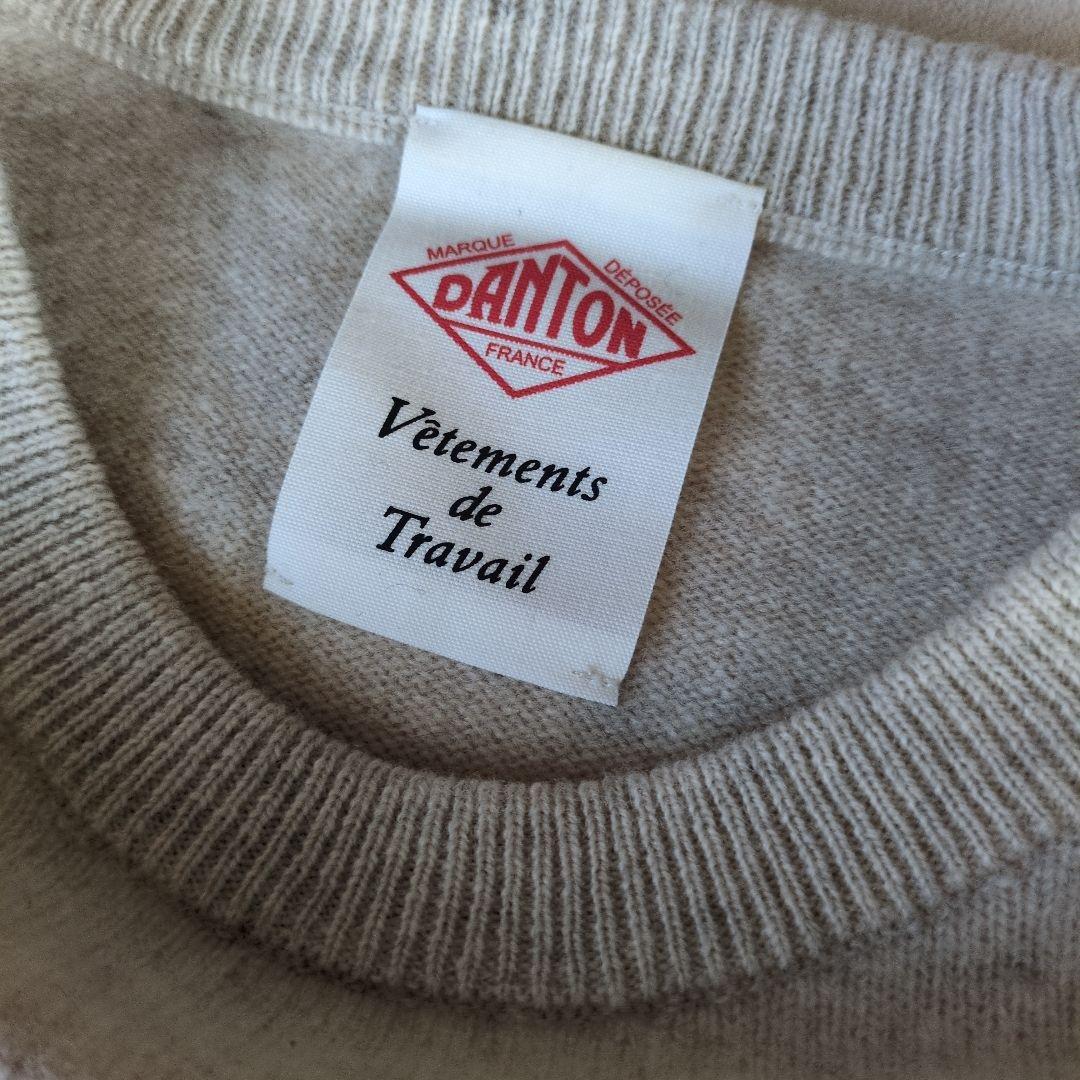 MARQUE DÉPOSÉE
DANTON
FRANCE
Vêtements
de
Travail